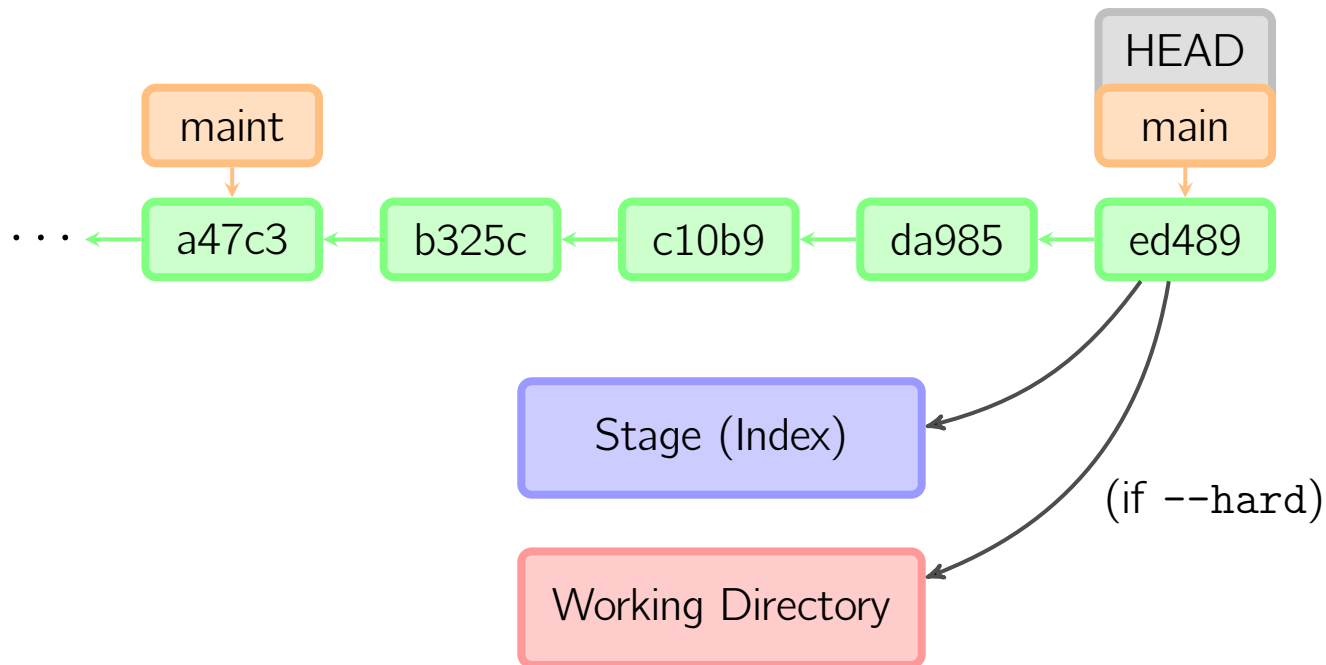 HEAD
maint
main
...
a47c3
b325c
c10b9
da985
ed489
Stage (Index)
(if --hard)
Working Directory